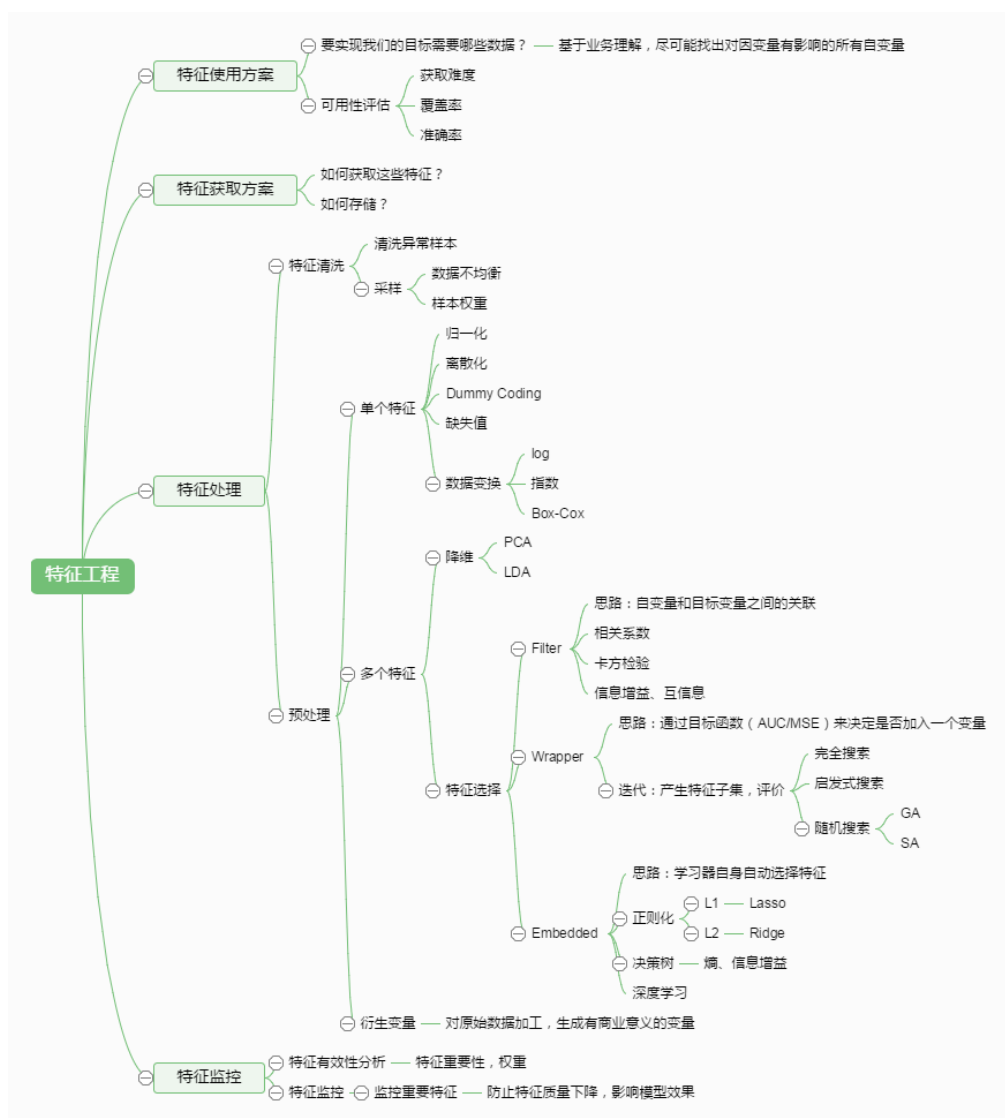 要实现我们的目标需要哪些数据？
基于业务理解，尽可能找出对因变量有影响的所有自变量
特征使用方案
获取难度
可用性评估
覆盖率
准确率
如何获取这些特征？
特征获取方案
如何存储？
清洗异常样本
特征清洗
数据不均衡
采样
样本权重
归一化
离散化
Dummy Coding
单个特征
缺失值
log
数据变换
指数
Box-Cox
特征处理
PCA
降维
LDA
特征工程
思路：自变量和目标变量之间的关联
相关系数
Filter
卡方检验
信息增益、互信息
多个特征
预处理
思路：通过目标函数（AUC/MSE）来决定是否加入一个变量
Wrapper
完全搜索
迭代：产生特征子集，评价
启发式搜索
特征选择
GA
随机搜索
SA
思路：学习器自身自动选择特征
L1
Lasso
正则化
L2
Ridge
Embedded
决策树
熵、信息增益
深度学习
衍生变量
对原始数据加工，生成有商业意义的变量
特征有效性分析
特征重要性，权重
特征监控
特征监控
监控重要特征
防止特征质量下降，影响模型效果